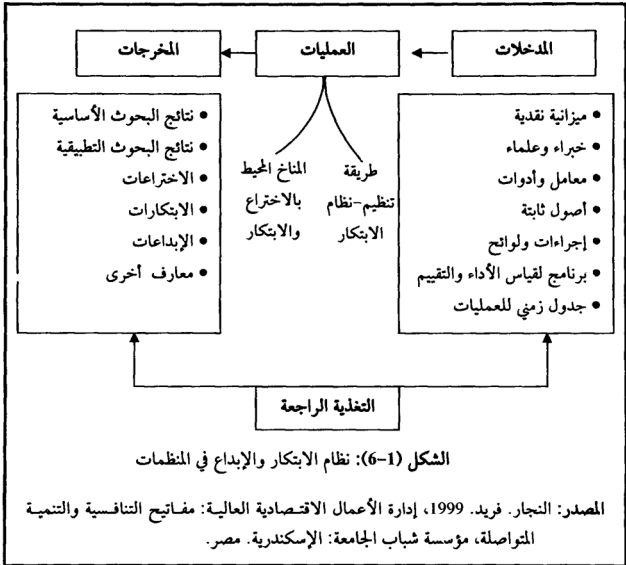 المدخلات
العمليات
المخرجات
• ميزانية نقدية
• خبراء وعلماء
• معامل وأدوات
• أصول ثابتة
• إجراءات ولوائح
• برنامج لقياس الأداء والتقييم
• جدول زمني للعمليات
طريقة
تنظيم-نظام
الابتكار
المناخ المحيط
بالاختراع
والابتكار
• نتائج البحوث الأساسية
• نتائج البحوث التطبيقية
• الاختراعات
• الابتكارات
• الإبداعات
• معارف أخرى
التغذية الراجعة
الشكل (1–6): نظام الابتكار والإبداع في المنظمات
المصدر: النجار. فريد. 1999، إدارة الأعمال الاقتصادية العالية: مفاتيح التنافسية والتنمية
المتواصلة، مؤسسة شباب الجامعة: الإسكندرية. مصر.